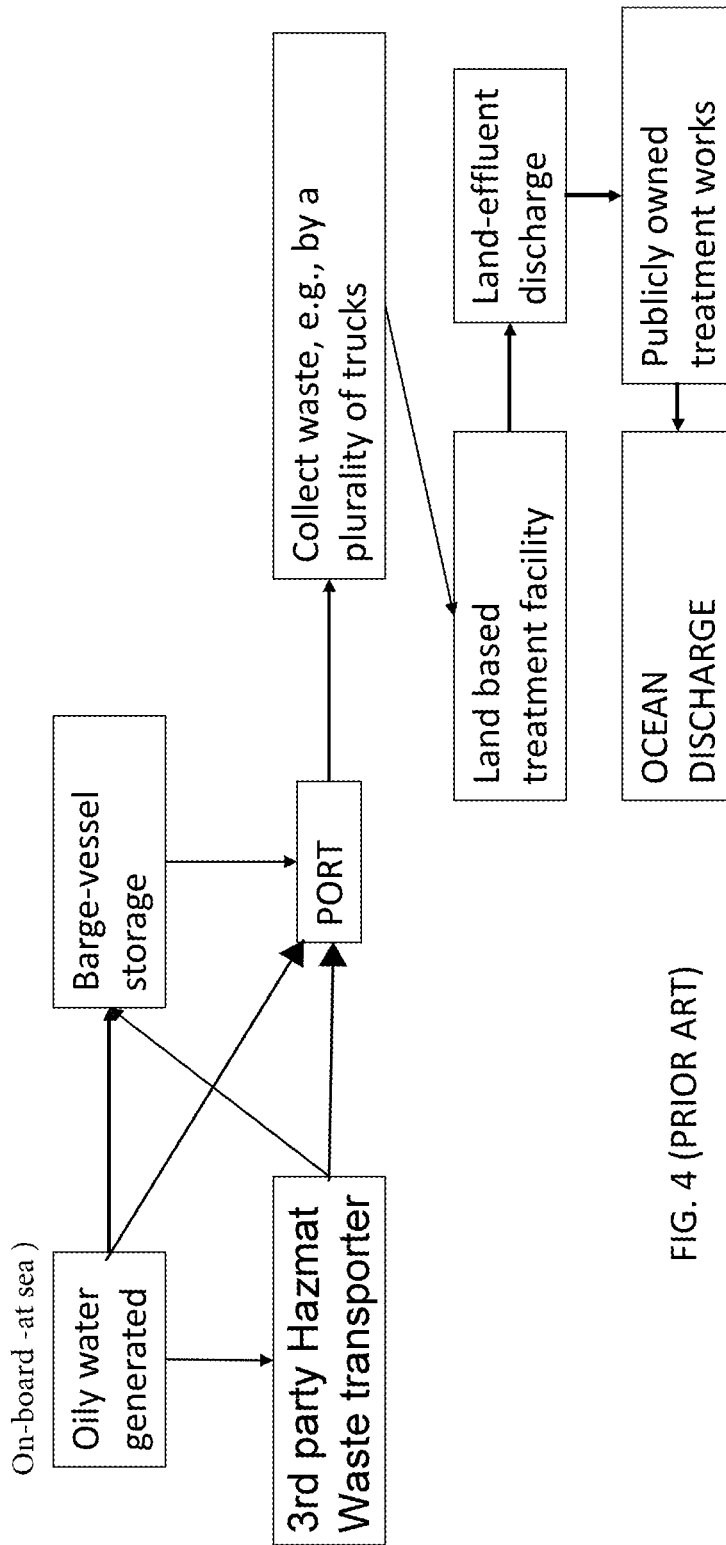 On-board -at sea )
Oily water
generated
Barge-vessel
storage
3rd party Hazmat
Waste transporter
PORT
Collect waste, e.g., by a
plurality of trucks
Land based
treatment facility
Land-effluent
discharge
OCEAN
DISCHARGE
Publicly owned
treatment works
FIG. 4 (PRIOR ART)